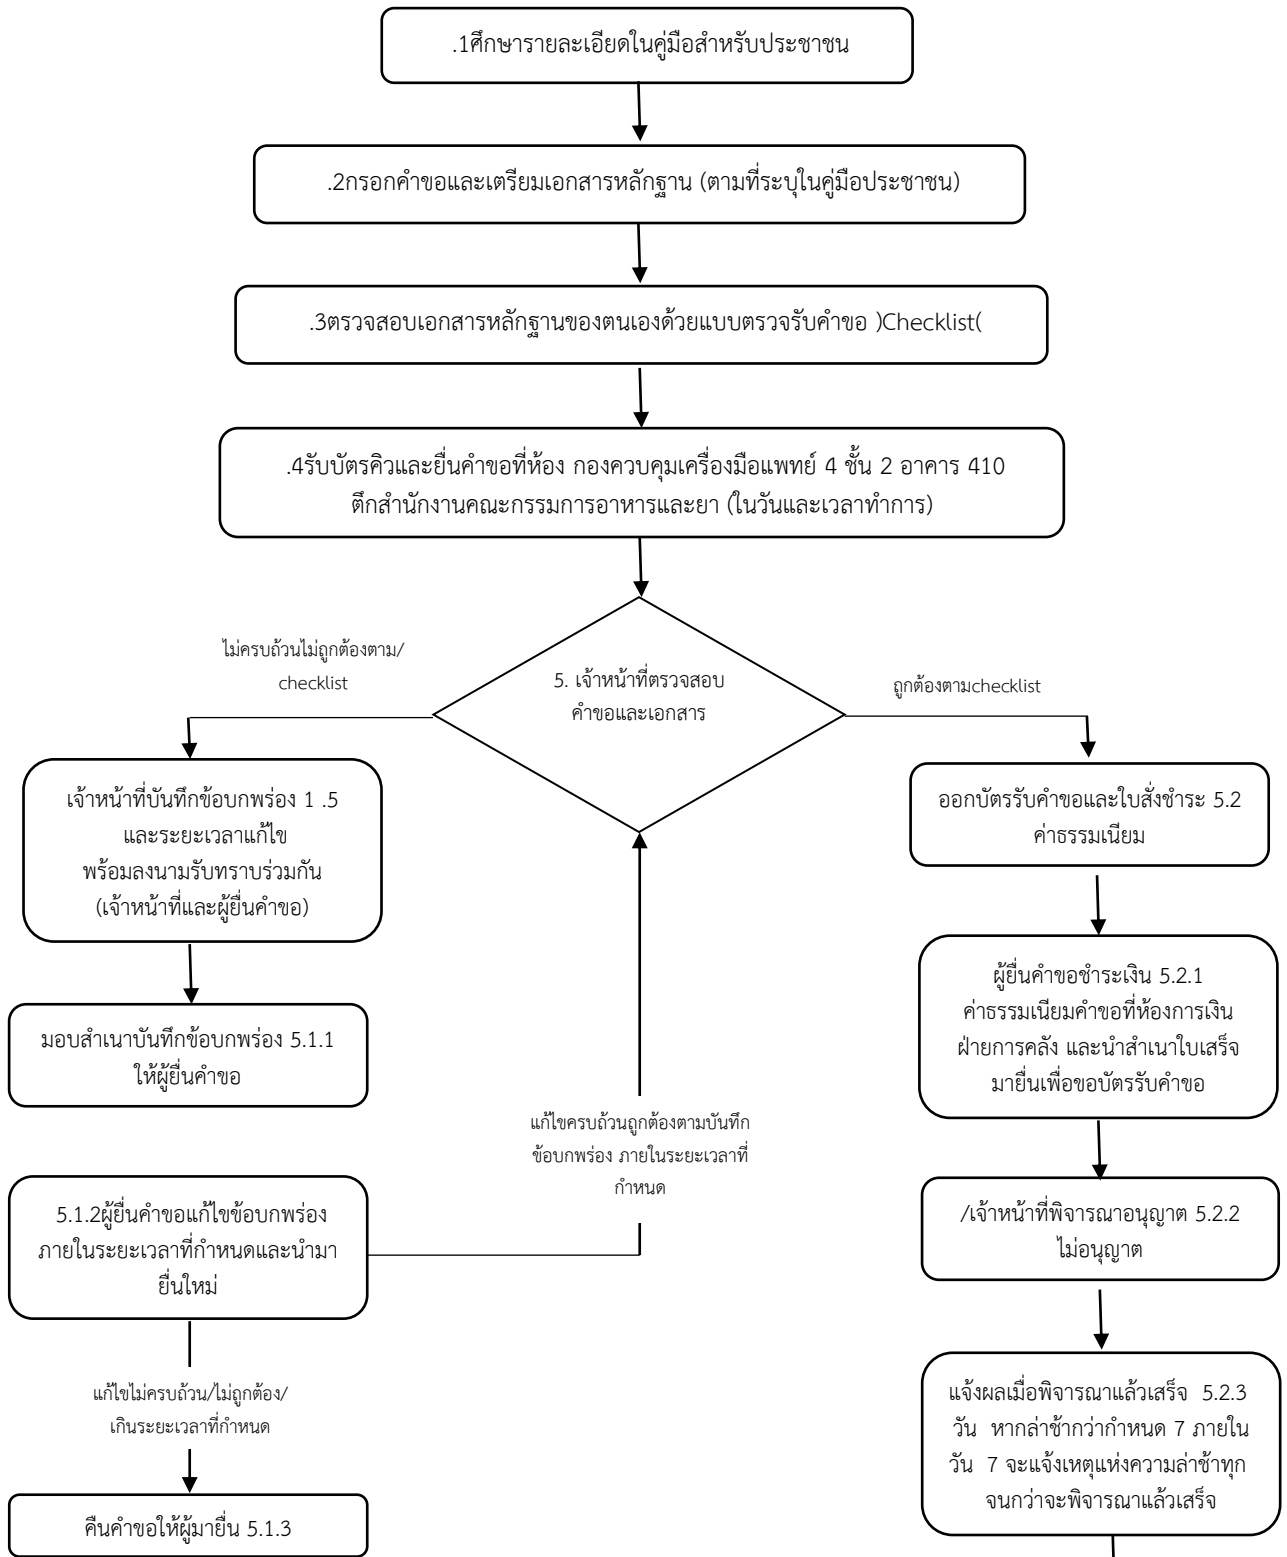 .1ศึกษารายละเอียดในคู่มือสำหรับประชาชน
.2กรอกคำขอและเตรียมเอกสารหลักฐาน (ตามที่ระบุในคู่มือประชาชน)
.3ตรวจสอบเอกสารหลักฐานของตนเองด้วยแบบตรวจรับคำขอ )Checklist(
.4รับบัตรคิวและยื่นคำขอที่ห้อง กองควบคุมเครื่องมือแพทย์ 4 ชั้น 2 อาคาร 410
ตึกสำนักงานคณะกรรมการอาหารและยา (ในวันและเวลาทำการ)
5. เจ้าหน้าที่ตรวจสอบ
คำขอและเอกสาร
ไม่ครบถ้วนไม่ถูกต้องตาม/
checklist
เจ้าหน้าที่บันทึกข้อบกพร่อง 1 .5
และระยะเวลาแก้ไข
พร้อมลงนามรับทราบร่วมกัน
(เจ้าหน้าที่และผู้ยื่นคำขอ)
มอบสำเนาบันทึกข้อบกพร่อง 5.1.1
ให้ผู้ยื่นคำขอ
5.1.2ผู้ยื่นคำขอแก้ไขข้อบกพร่อง
ภายในระยะเวลาที่กำหนดและนำมา
ยื่นใหม่
แก้ไขครบถ้วนถูกต้องตามบันทึก
ข้อบกพร่อง ภายในระยะเวลาที่
กำหนด
แก้ไขไม่ครบถ้วน/ไม่ถูกต้อง/
เกินระยะเวลาที่กำหนด
คืนคำขอให้ผู้มายื่น 5.1.3
ถูกต้องตามchecklist
ออกบัตรรับคำขอและใบสั่งชำระ 5.2
ค่าธรรมเนียม
ผู้ยื่นคำขอชำระเงิน 5.2.1
ค่าธรรมเนียมคำขอที่ห้องการเงิน
ฝ่ายการคลัง และนำสำเนาใบเสร็จ
มายื่นเพื่อขอบัตรรับคำขอ
/เจ้าหน้าที่พิจารณาอนุญาต 5.2.2
ไม่อนุญาต
แจ้งผลเมื่อพิจารณาแล้วเสร็จ 5.2.3
วัน หากล่าช้ากว่ากำหนด 7 ภายใน
วัน 7 จะแจ้งเหตุแห่งความล่าช้าทุก
จนกว่าจะพิจารณาแล้วเสร็จ